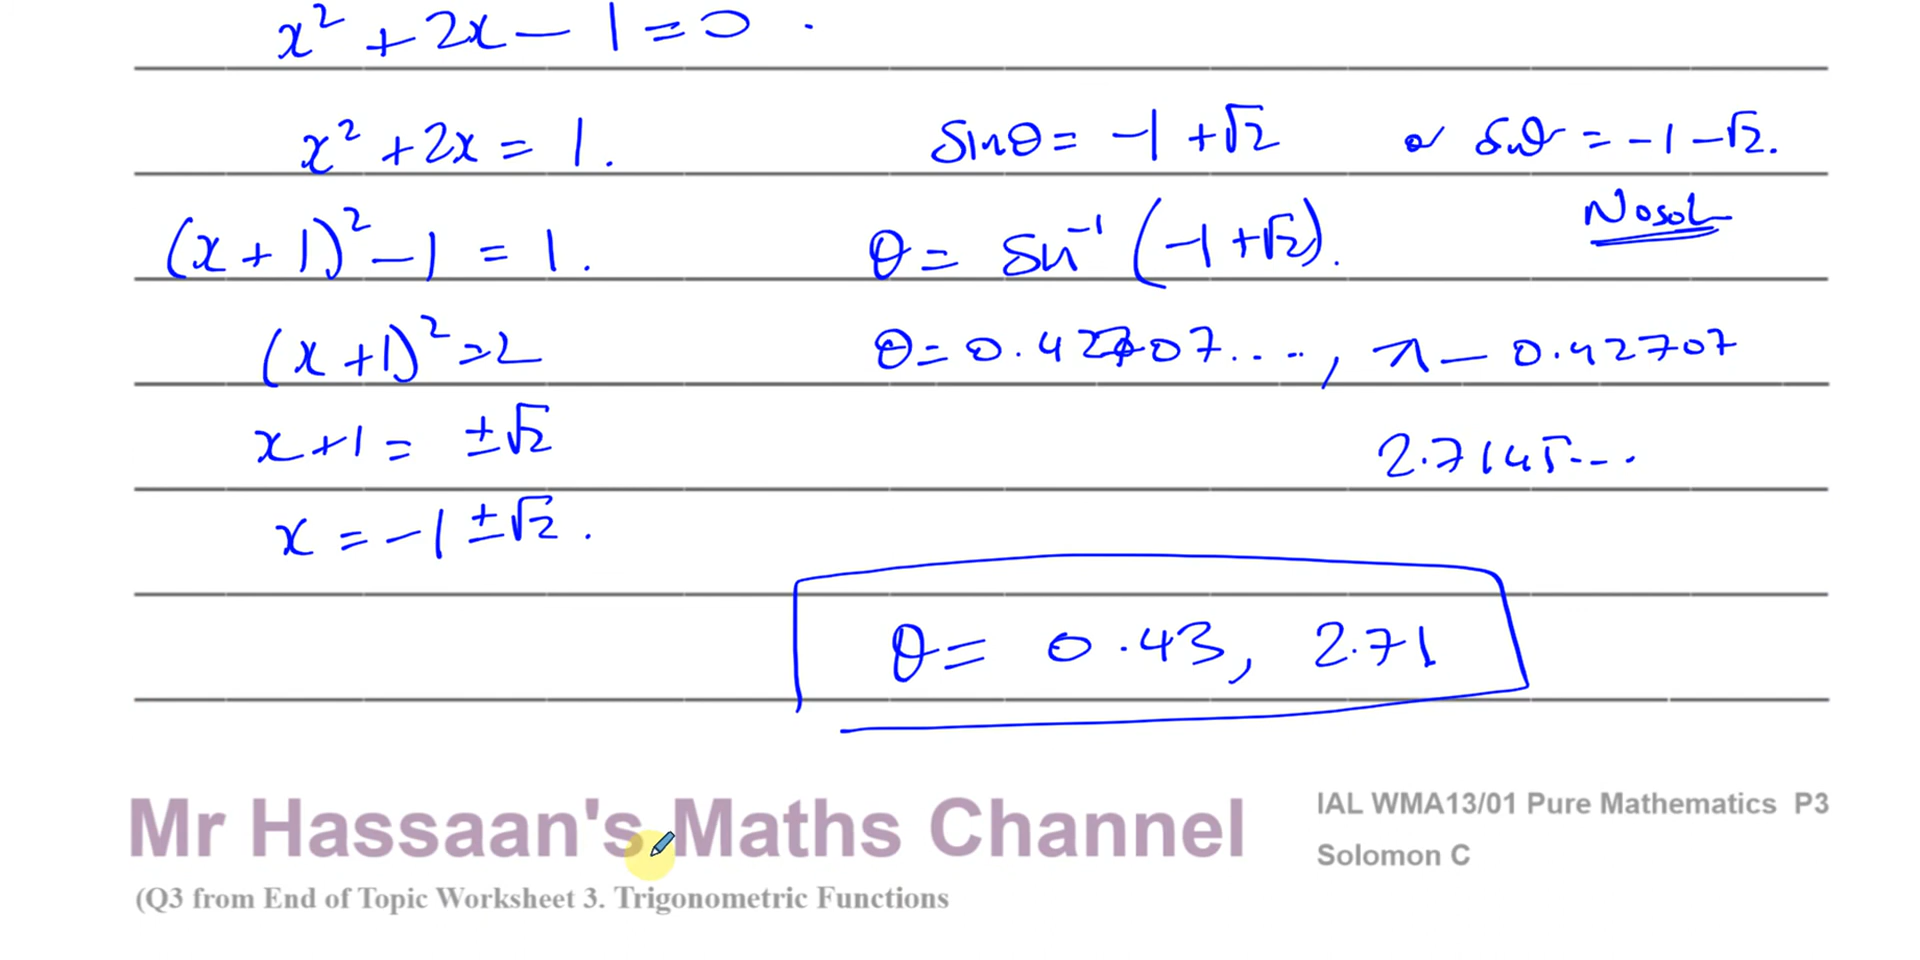 x² + 2x − 1 = 0 .
x² + 2x = 1 .
(x + 1)² − 1 = 1 .
(x + 1)² = 2
x + 1 = ±√2
x = −1 ±√2 .
Sinθ = −1 + √2 or sinθ = −1 − √2 .
No sol
θ = Sin⁻¹ (−1 + √2) .
θ = 0.42707.... , π − 0.42707
2.7145...
θ = 0.43, 2.71
Mr Hassaan's Maths Channel
IAL WMA13/01 Pure Mathematics P3
Solomon C
(Q3 from End of Topic Worksheet 3. Trigonometric Functions